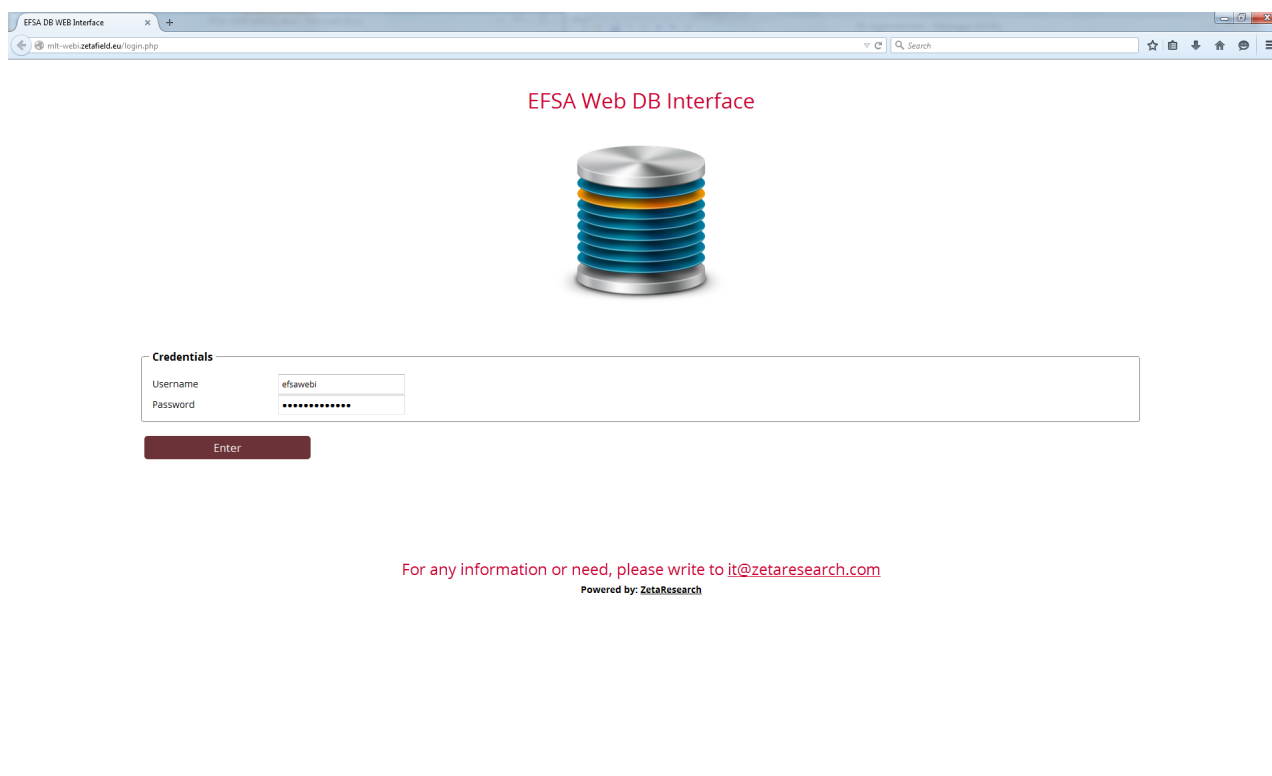 EFSA DB WEB Interface
mlt-webi.zetafield.eu/login.php
Search
EFSA Web DB Interface
Credentials
Username
efsawebi
Password
•••••••••••••
Enter
For any information or need, please write to it@zetaresearch.com
Powered by: ZetaResearch